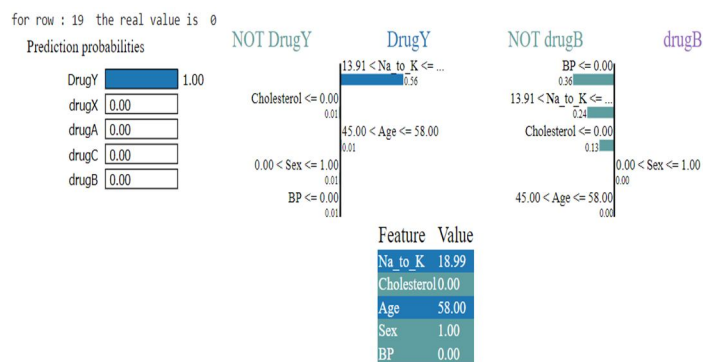 for row : 19 the real value is 0
Prediction probabilities
DrugY 1.00
drugX 0.00
drugA 0.00
drugC 0.00
drugB 0.00
NOT DrugY DrugY
13.91 < Na_to_K <= ...
0.56
Cholesterol <= 0.00
0.01
45.00 < Age <= 58.00
0.01
0.00 < Sex <= 1.00
0.01
BP <= 0.00
0.01
NOT drugB drugB
BP <= 0.00
0.36
13.91 < Na_to_K <= ...
0.24
Cholesterol <= 0.00
0.13
0.00 < Sex <= 1.00
0.00
45.00 < Age <= 58.00
0.00
Feature Value
Na_to_K 18.99
Cholesterol 0.00
Age 58.00
Sex 1.00
BP 0.00